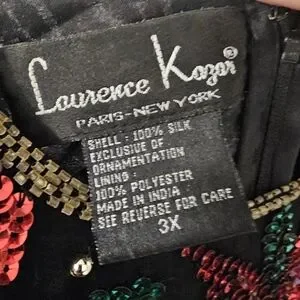 Laurence Kazar®
PARIS-NEW YORK
SHELL: 100% SILK
EXCLUSIVE OF
ORNAMENTATION
LINING:
100% POLYESTER
MADE IN INDIA
SEE REVERSE FOR CARE
3X